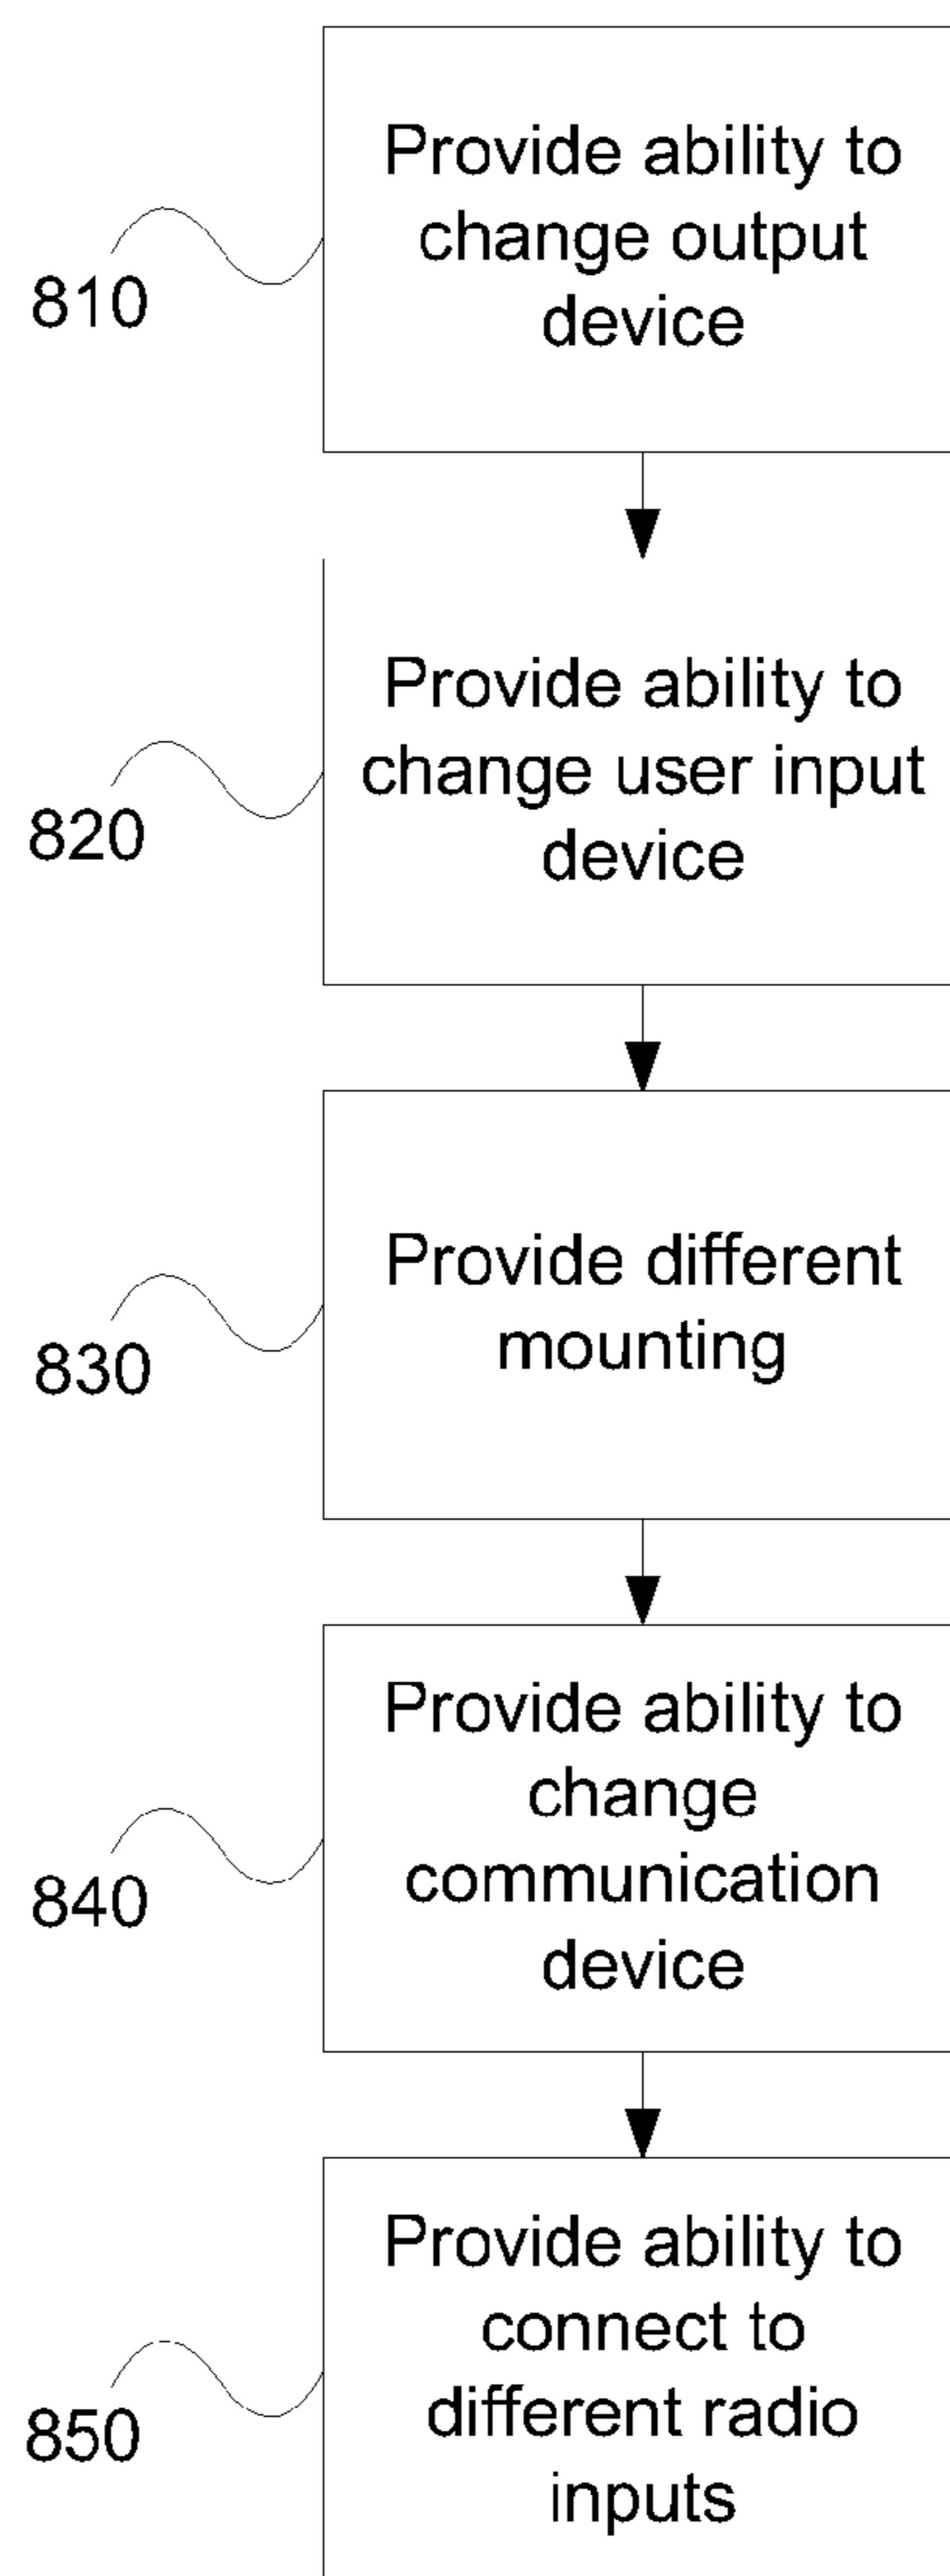 Provide ability to
change output
device
810
Provide ability to
change user input
device
820
Provide different
mounting
830
Provide ability to
change
communication
device
840
Provide ability to
connect to
different radio
inputs
850